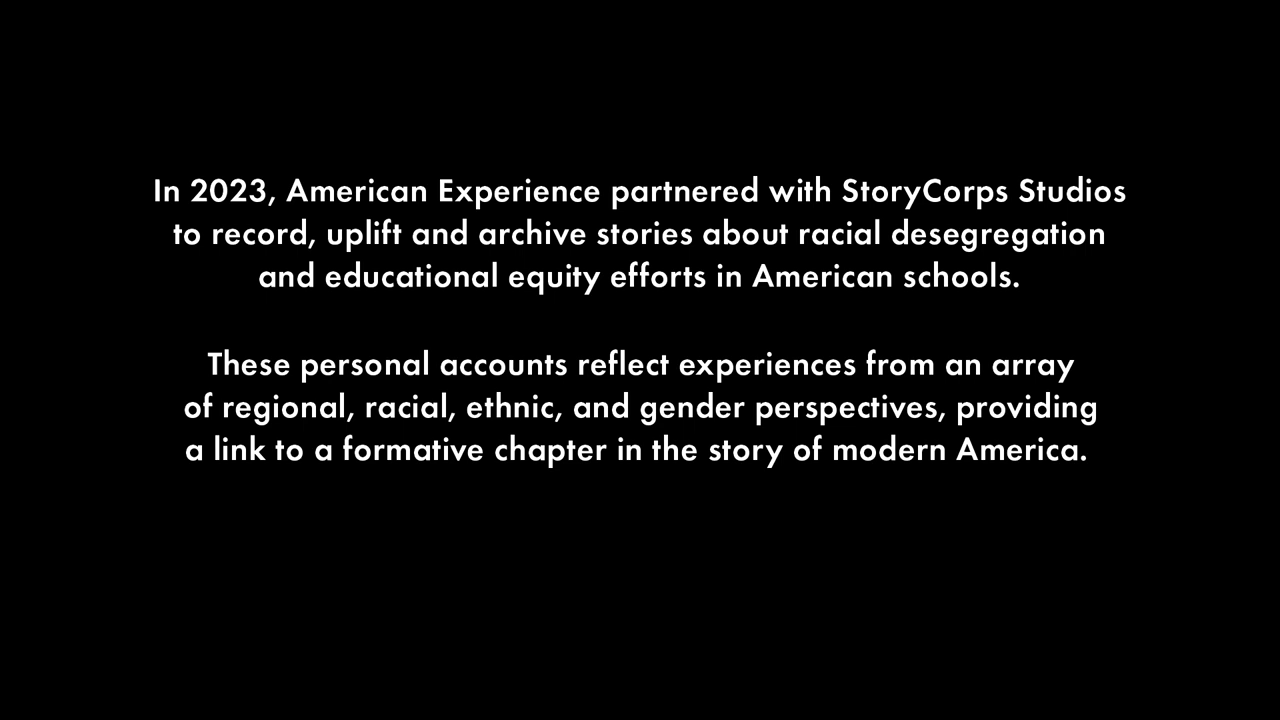 In 2023, American Experience partnered with StoryCorps Studios
to record, uplift and archive stories about racial desegregation
and educational equity efforts in American schools.
These personal accounts reflect experiences from an array
of regional, racial, ethnic, and gender perspectives, providing
a link to a formative chapter in the story of modern America.